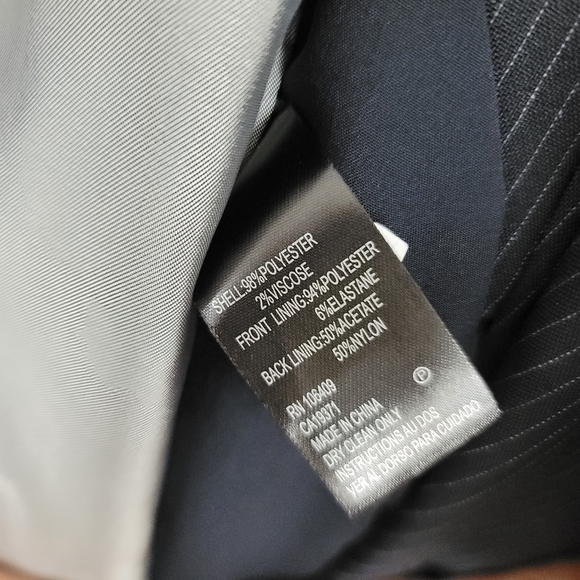 SHELL:98%POLYESTER
2%VISCOSE
FRONT LINING:94%POLYESTER
6%ELASTANE
BACK LINING:50%ACETATE
50%NYLON
RN 106409
CA19371
MADE IN CHINA
DRY CLEAN ONLY
P
INSTRUCTIONS AU DOS
VER AL DORSO PARA CUIDADO